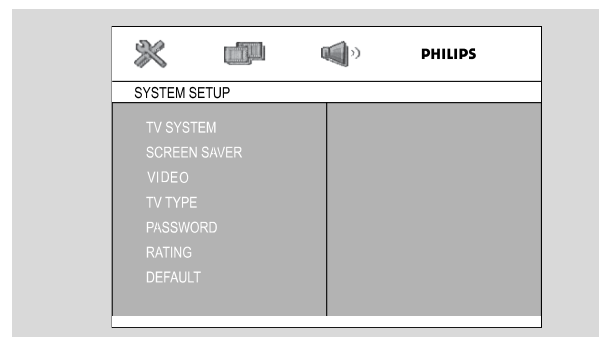 PHILIPS
SYSTEM SETUP
TV SYSTEM
SCREEN SAVER
VIDEO
TV TYPE
PASSWORD
RATING
DEFAULT